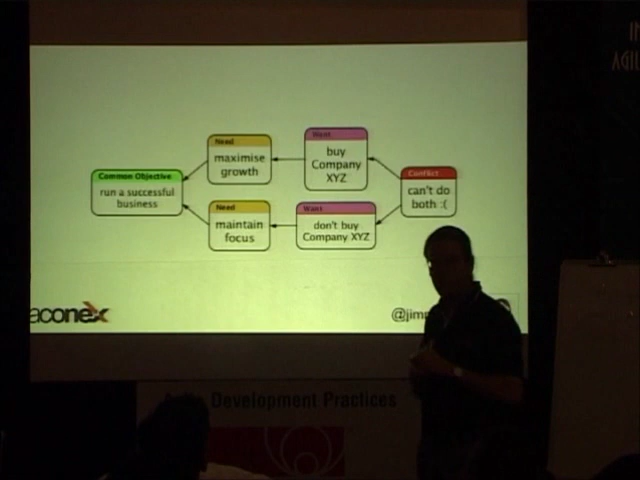 Need
maximise
growth
Want
buy
Company
XYZ
Common Objective
run a successful
business
Conflict
can't do
both :(
Need
maintain
focus
Want
don't buy
Company XYZ
aconex
Development Practices